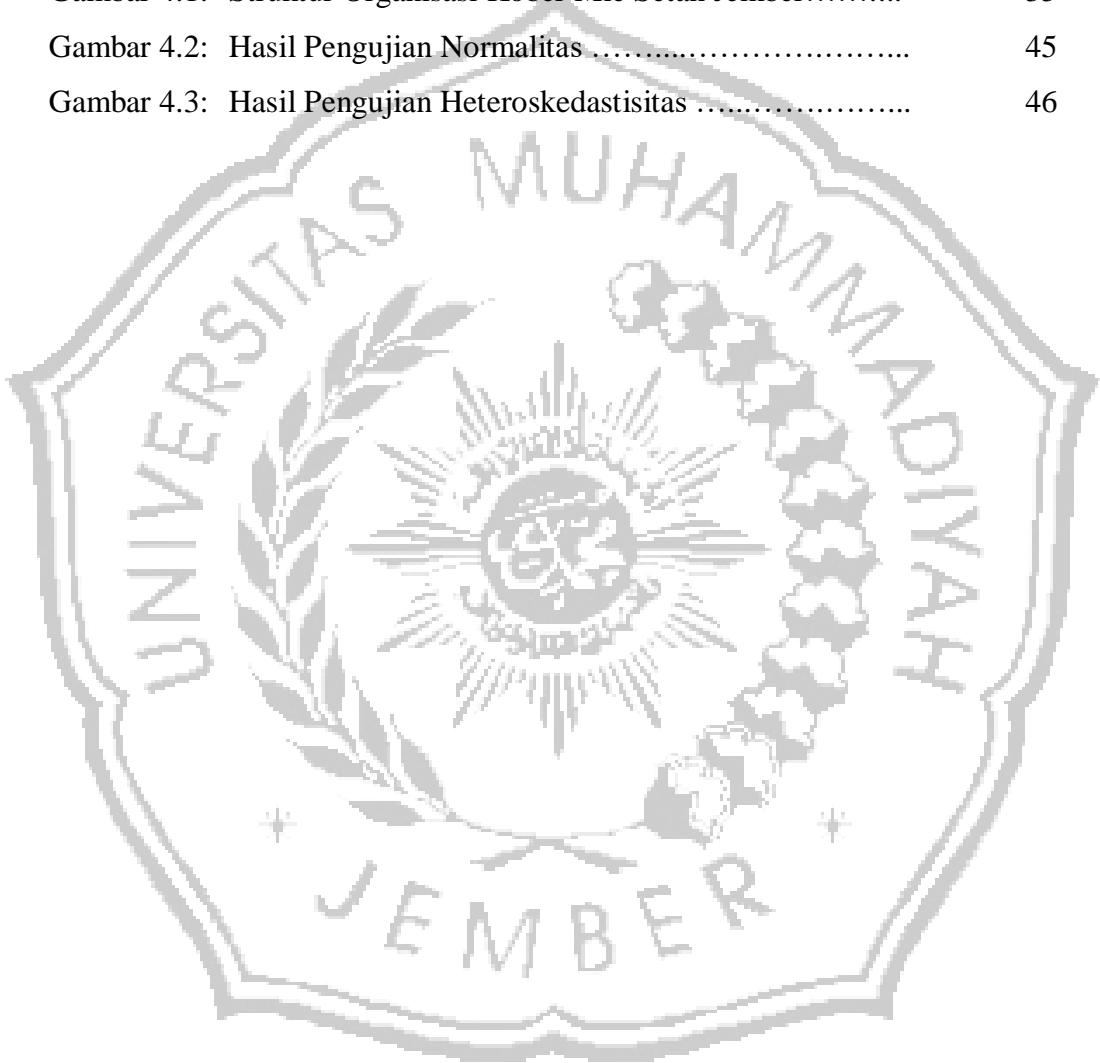 Gambar 4.2: Hasil Pengujian Normalitas ……...………………….. 45
Gambar 4.3: Hasil Pengujian Heteroskedastisitas …...…………….. 46
UNIVERSITAS MUHAMMADIYAH
JEMBER